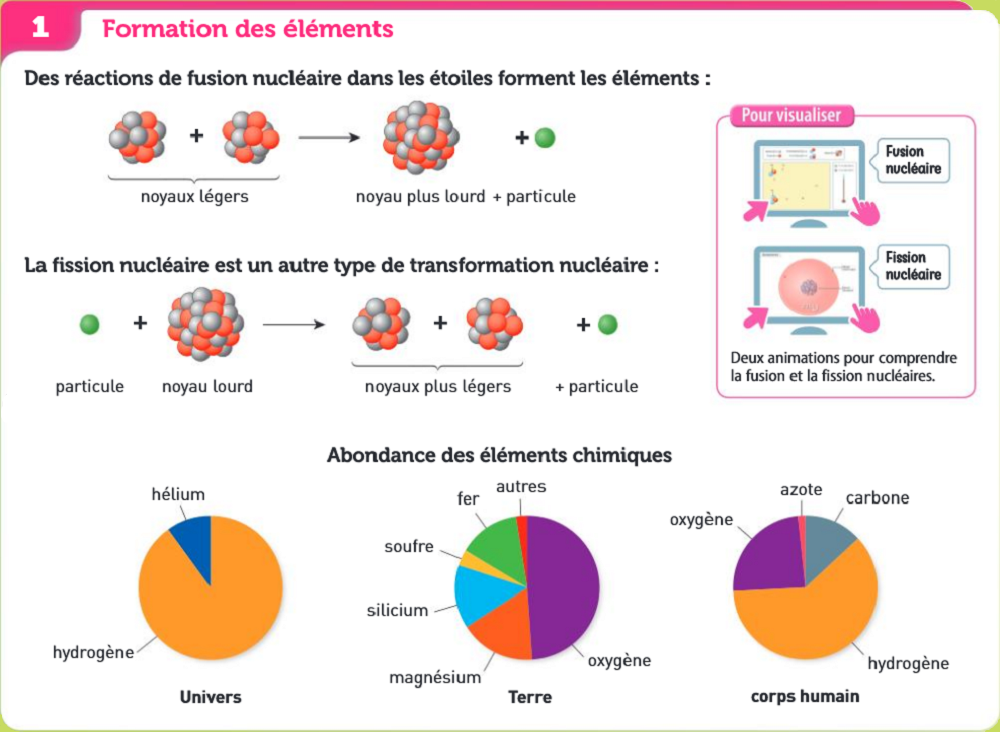 1
Formation des éléments
Des réactions de fusion nucléaire dans les étoiles forment les éléments :
+
+
noyaux légers
noyau plus lourd + particule
Pour visualiser
Fusion
nucléaire
Fission
nucléaire
Deux animations pour comprendre
la fusion et la fission nucléaires.
La fission nucléaire est un autre type de transformation nucléaire :
+
+
+
particule
noyau lourd
noyaux plus légers
+ particule
Abondance des éléments chimiques
hélium
hydrogène
Univers
autres
fer
soufre
silicium
magnésium
oxygène
Terre
azote
carbone
oxygène
hydrogène
corps humain